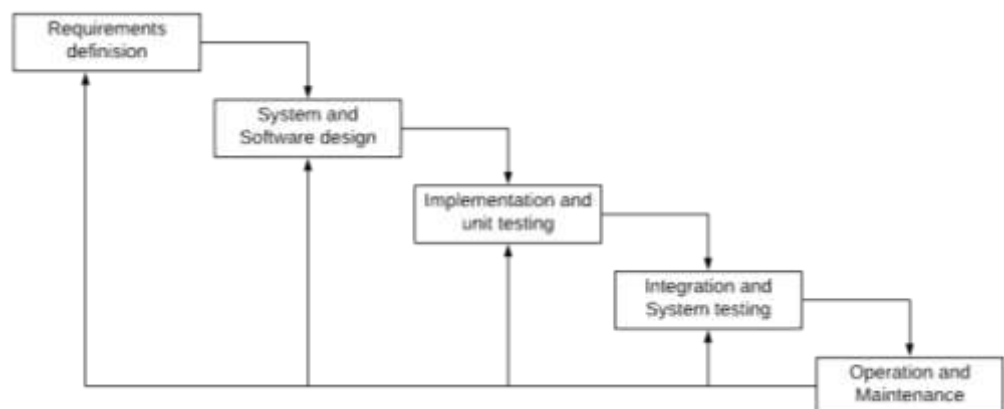 Requirements
definision
System and
Software design
Implementation and
unit testing
Integration and
System testing
Operation and
Maintenance